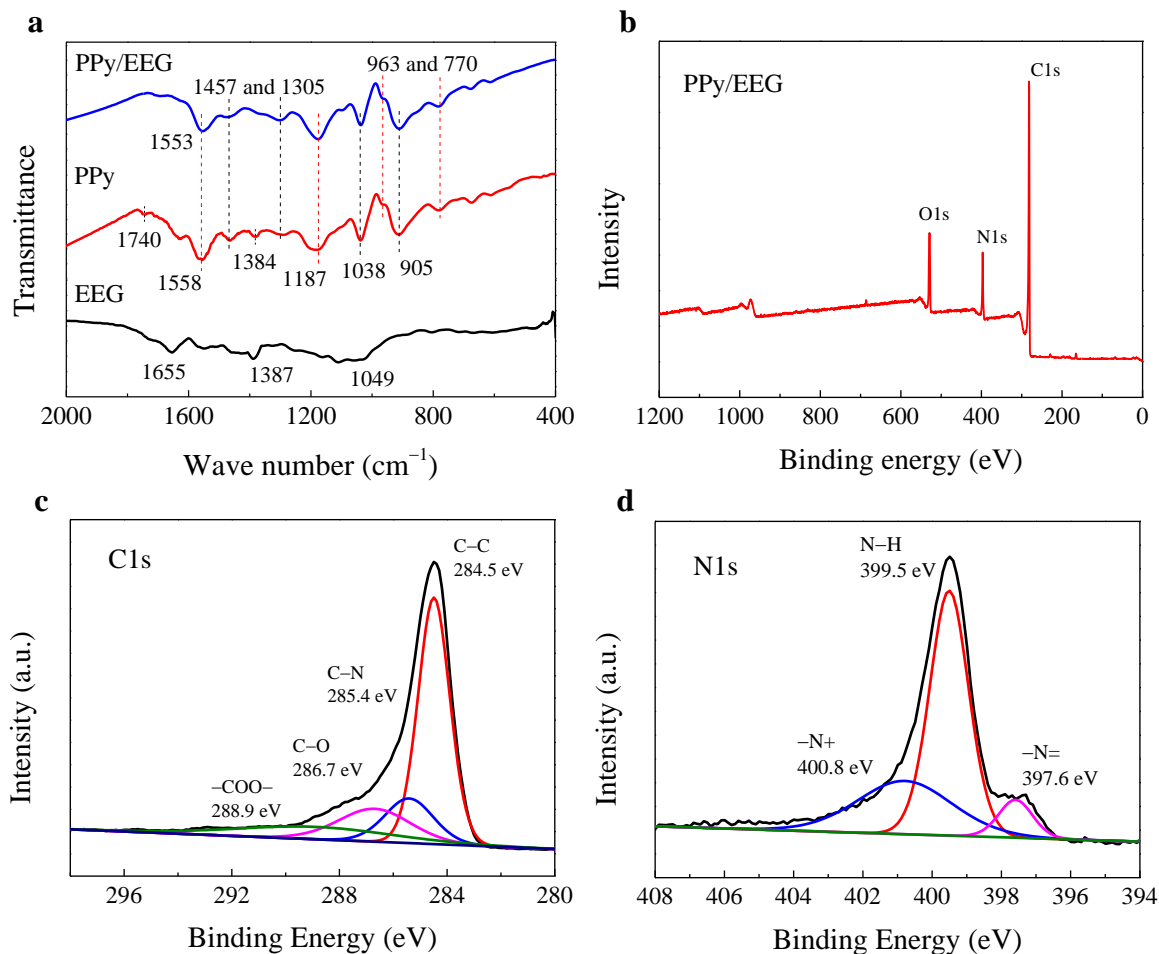 a
PPy/EEG
1457 and 1305
963 and 770
1553
PPy
1740
1558
1384
1187
1038
905
EEG
1655
1387
1049
Transmittance
2000
1600
1200
800
400
Wave number (cm⁻¹)
b
PPy/EEG
C1s
O1s
N1s
Intensity
1200
1000
800
600
400
200
0
Binding energy (eV)
c
C1s
C–C
284.5 eV
C–N
285.4 eV
C–O
286.7 eV
–COO–
288.9 eV
Intensity (a.u.)
296
292
288
284
280
Binding Energy (eV)
d
N1s
N–H
399.5 eV
–N+
400.8 eV
–N=
397.6 eV
Intensity (a.u.)
408
406
404
402
400
398
396
394
Binding Energy (eV)